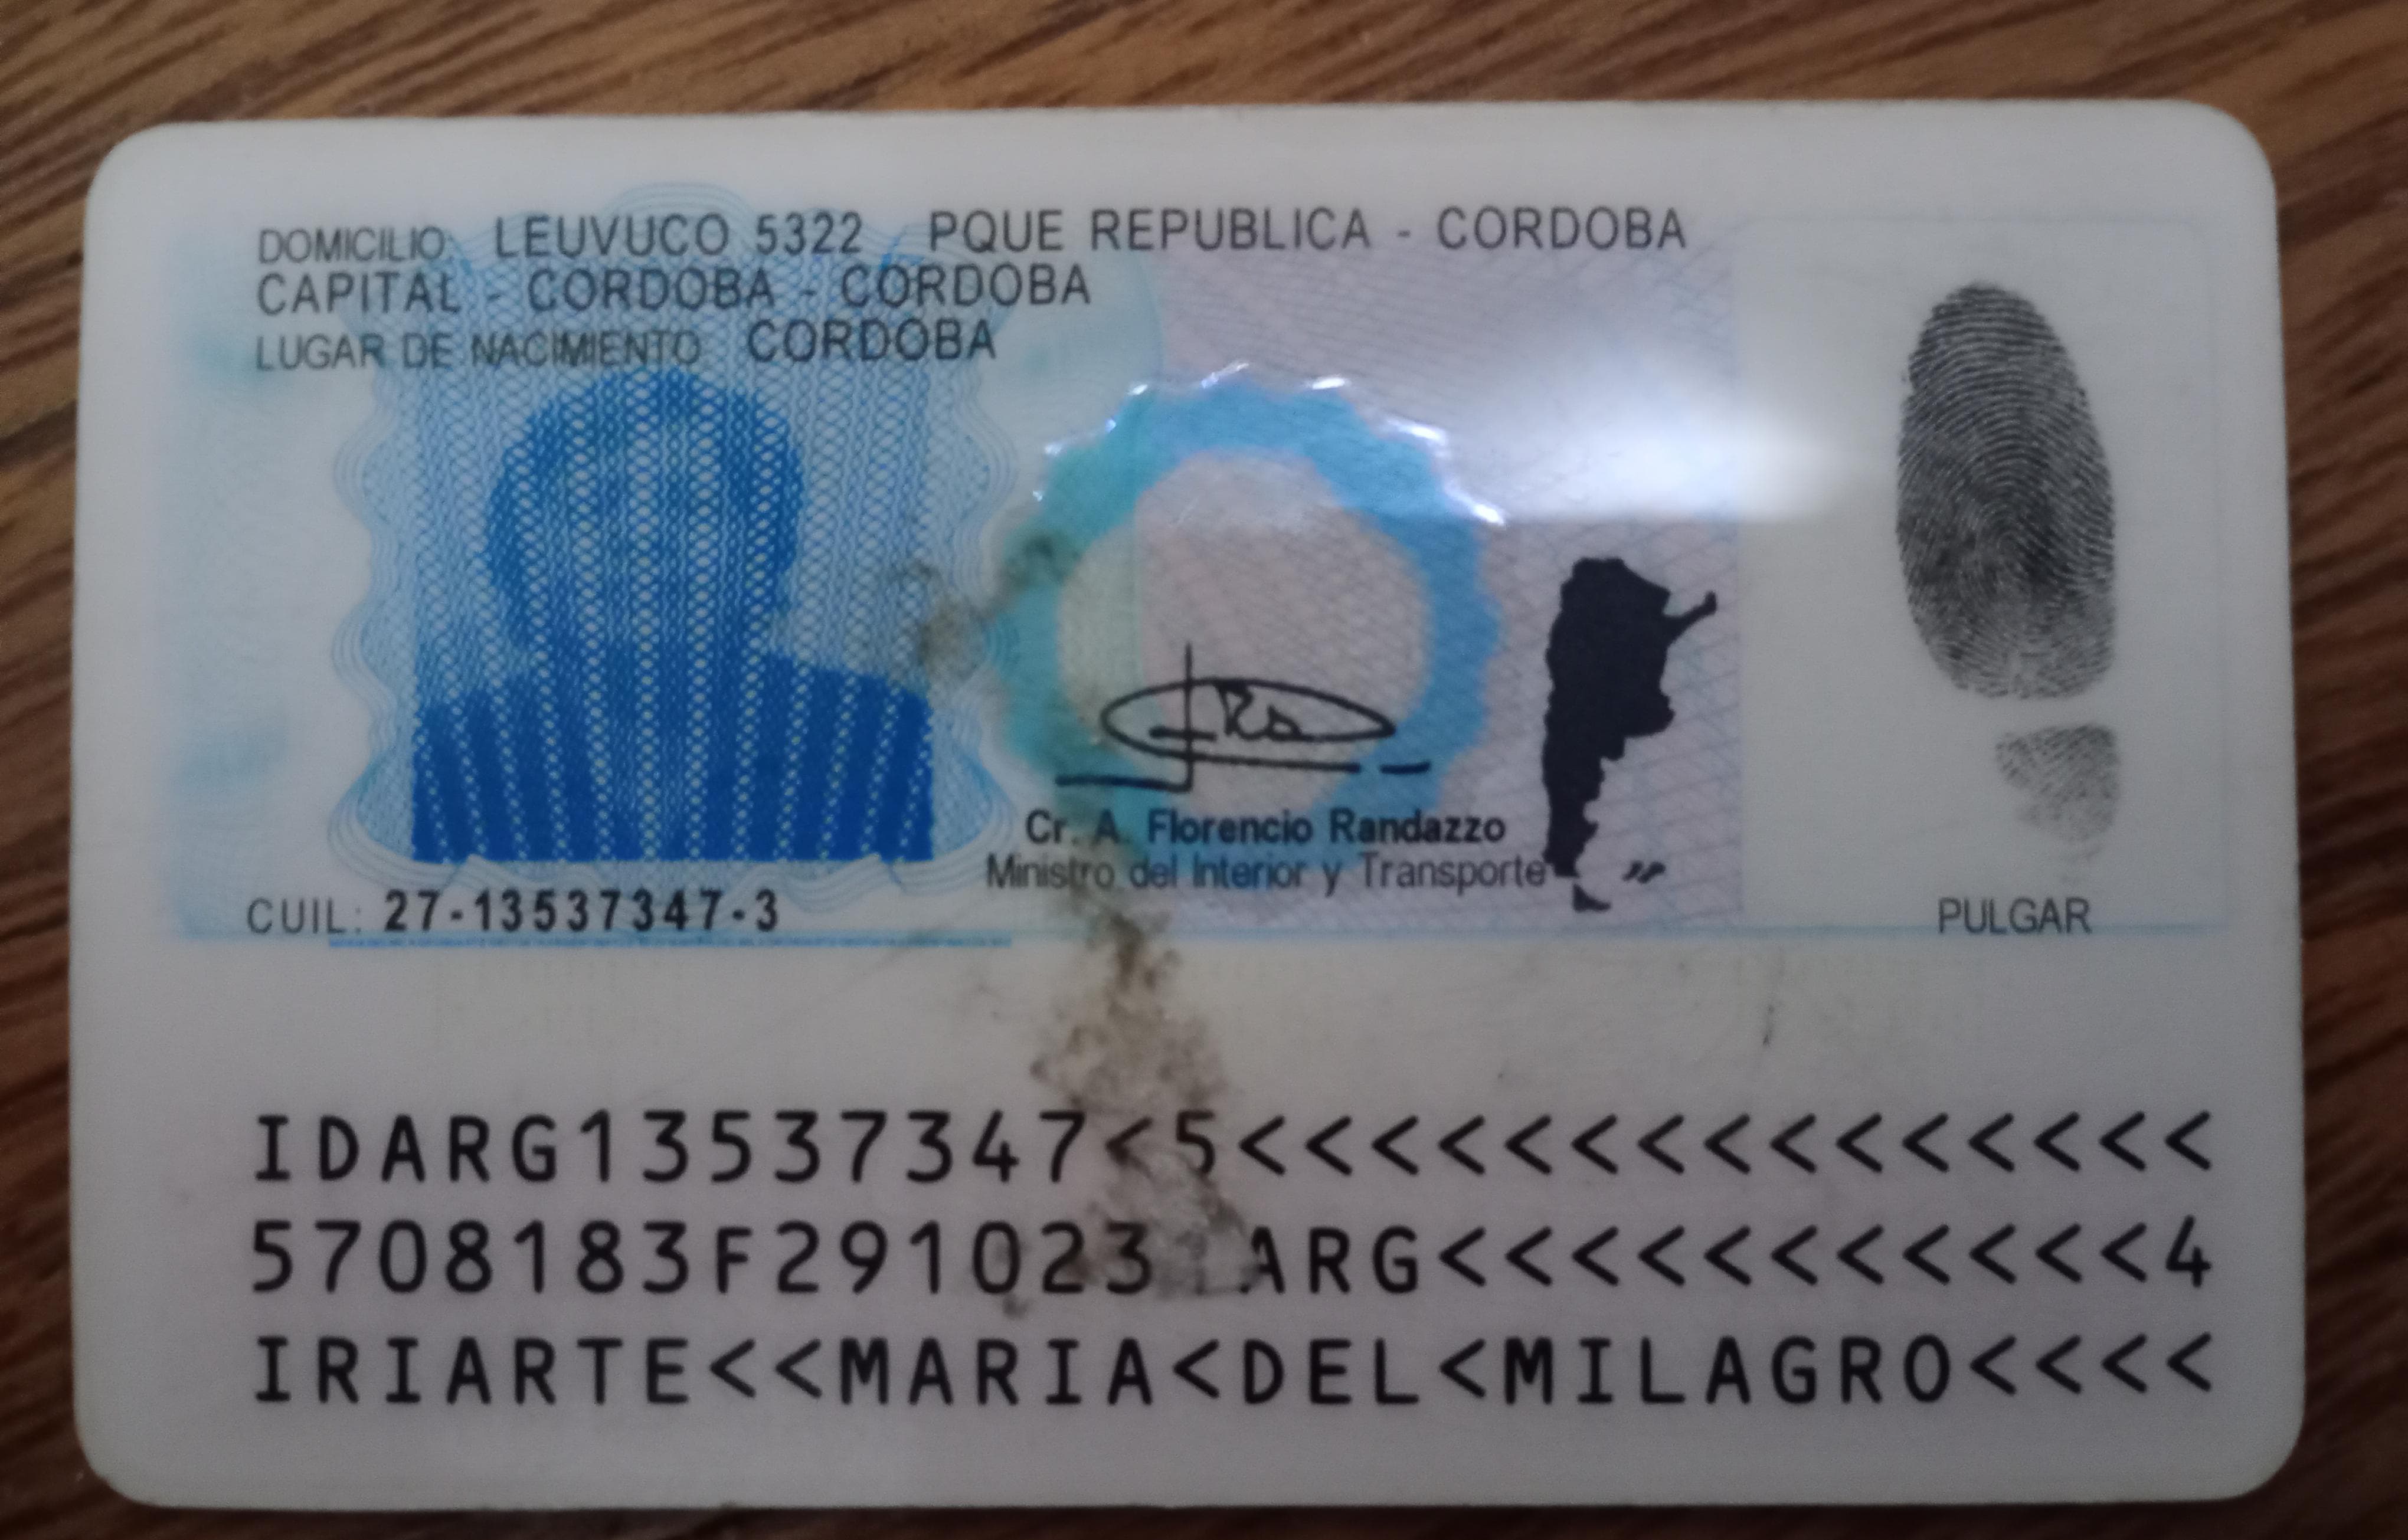 DOMICILIO: LEUVUCO 5322 PQUE REPUBLICA - CORDOBA
CAPITAL - CORDOBA - CORDOBA
LUGAR DE NACIMIENTO CORDOBA
Cr. A. Florencio Randazzo
Ministro del Interior y Transporte
CUIL: 27-13537347-3
PULGAR
IDARG13537347<5<<<<<<<<<<<<<<<
5708183F291023 ARG<<<<<<<<<<<4
IRIARTE<<MARIA<DEL<MILAGRO<<<<